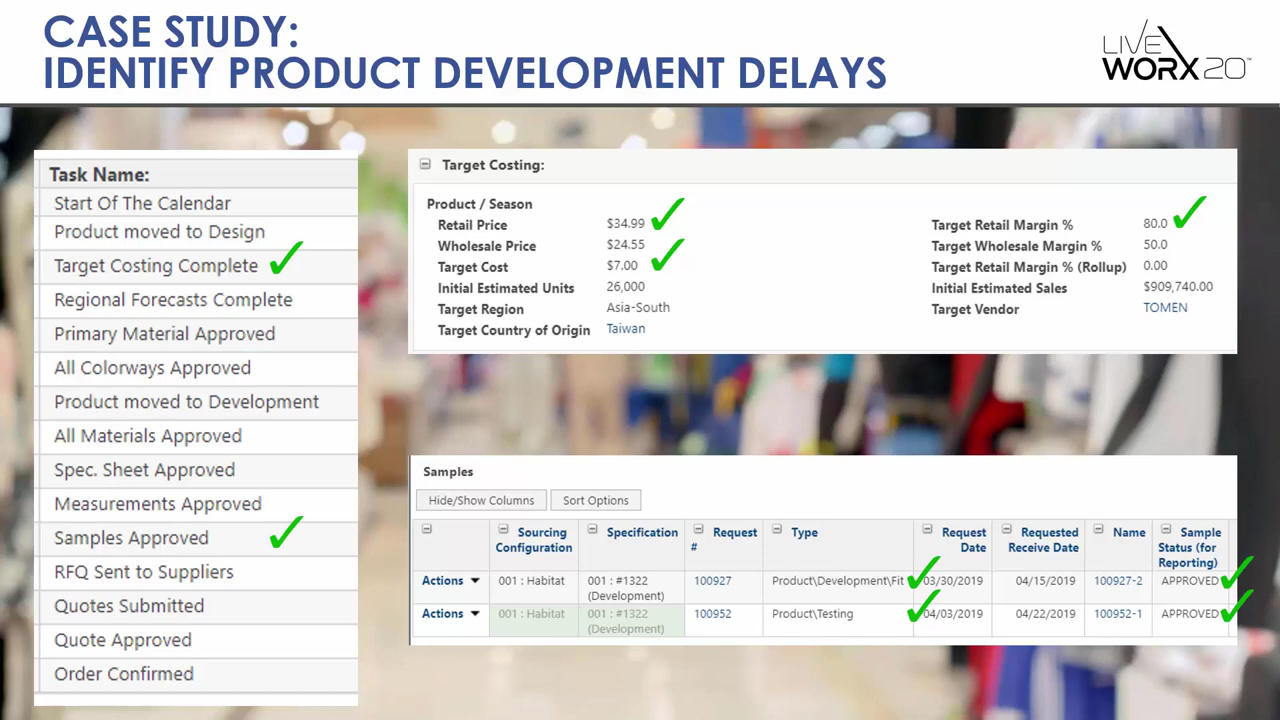 CASE STUDY:
IDENTIFY PRODUCT DEVELOPMENT DELAYS
LIVE
WORX 20™
Task Name:
Start Of The Calendar
Product moved to Design
Target Costing Complete
Regional Forecasts Complete
Primary Material Approved
All Colorways Approved
Product moved to Development
All Materials Approved
Spec. Sheet Approved
Measurements Approved
Samples Approved
RFQ Sent to Suppliers
Quotes Submitted
Quote Approved
Order Confirmed
Target Costing:
Product / Season
Retail Price $34.99 Target Retail Margin % 80.0
Wholesale Price $24.55 Target Wholesale Margin % 50.0
Target Cost $7.00 Target Retail Margin % (Rollup) 0.00
Initial Estimated Units 26,000 Initial Estimated Sales $909,740.00
Target Region Asia-South Target Vendor TOMEN
Target Country of Origin Taiwan
Samples
Hide/Show Columns Sort Options
Sourcing Configuration Specification Request # Type Request Date Requested Receive Date Name Sample Status (for Reporting)
Actions 001 : Habitat 001 : #1322 (Development) 100927 Product\Development\Fit 03/30/2019 04/15/2019 100927-2 APPROVED
Actions 001 : Habitat 001 : #1322 (Development) 100952 Product\Testing 04/03/2019 04/22/2019 100952-1 APPROVED